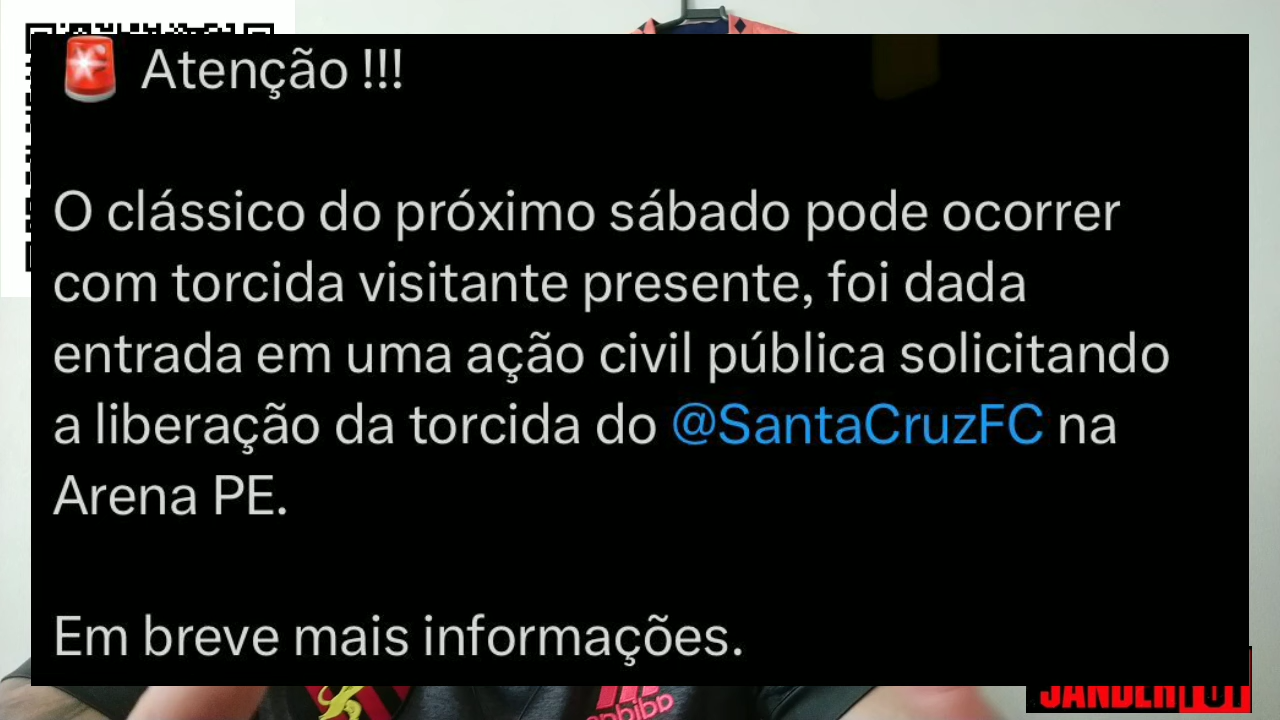 Atenção !!!
O clássico do próximo sábado pode ocorrer
com torcida visitante presente, foi dada
entrada em uma ação civil pública solicitando
a liberação da torcida do @SantaCruzFC na
Arena PE.
Em breve mais informações.
adidas